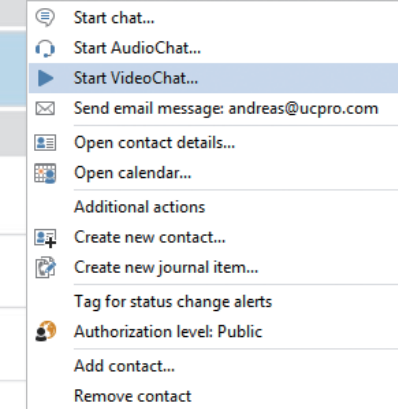 Start chat...
Start AudioChat...
Start VideoChat...
Send email message: andreas@ucpro.com
Open contact details...
Open calendar...
Additional actions
Create new contact...
Create new journal item...
Tag for status change alerts
Authorization level: Public
Add contact...
Remove contact